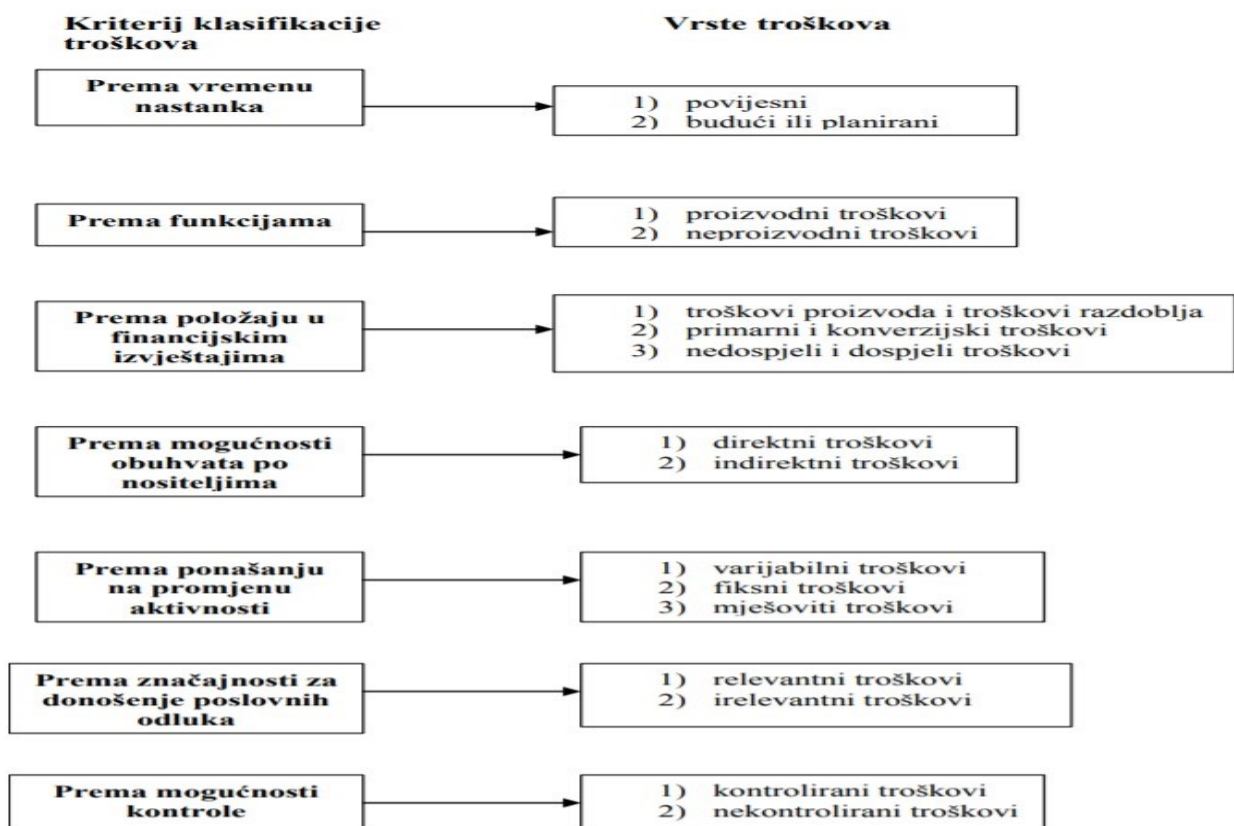 Kriterij klasifikacije
troškova
Vrste troškova
Prema vremenu
nastanka
1) povijesni
2) budući ili planirani
Prema funkcijama
1) proizvodni troškovi
2) neproizvodni troškovi
Prema položaju u
financijskim
izvještajima
1) troškovi proizvoda i troškovi razdoblja
2) primarni i konverzijski troškovi
3) nedospjeli i dospjeli troškovi
Prema mogućnosti
obuhvata po
nositeljima
1) direktni troškovi
2) indirektni troškovi
Prema ponašanju
na promjenu
aktivnosti
1) varijabilni troškovi
2) fiksni troškovi
3) mješoviti troškovi
Prema značajnosti za
donošenje poslovnih
odluka
1) relevantni troškovi
2) irelevantni troškovi
Prema mogućnosti
kontrole
1) kontrolirani troškovi
2) nekontrolirani troškovi